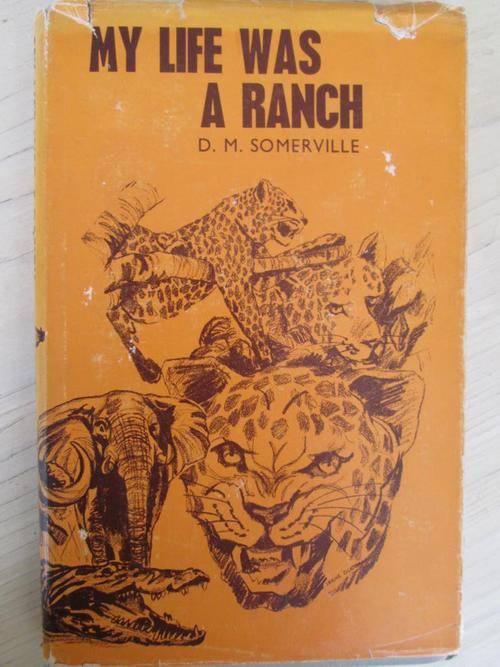 MY LIFE WAS
A RANCH
D. M. SOMERVILLE